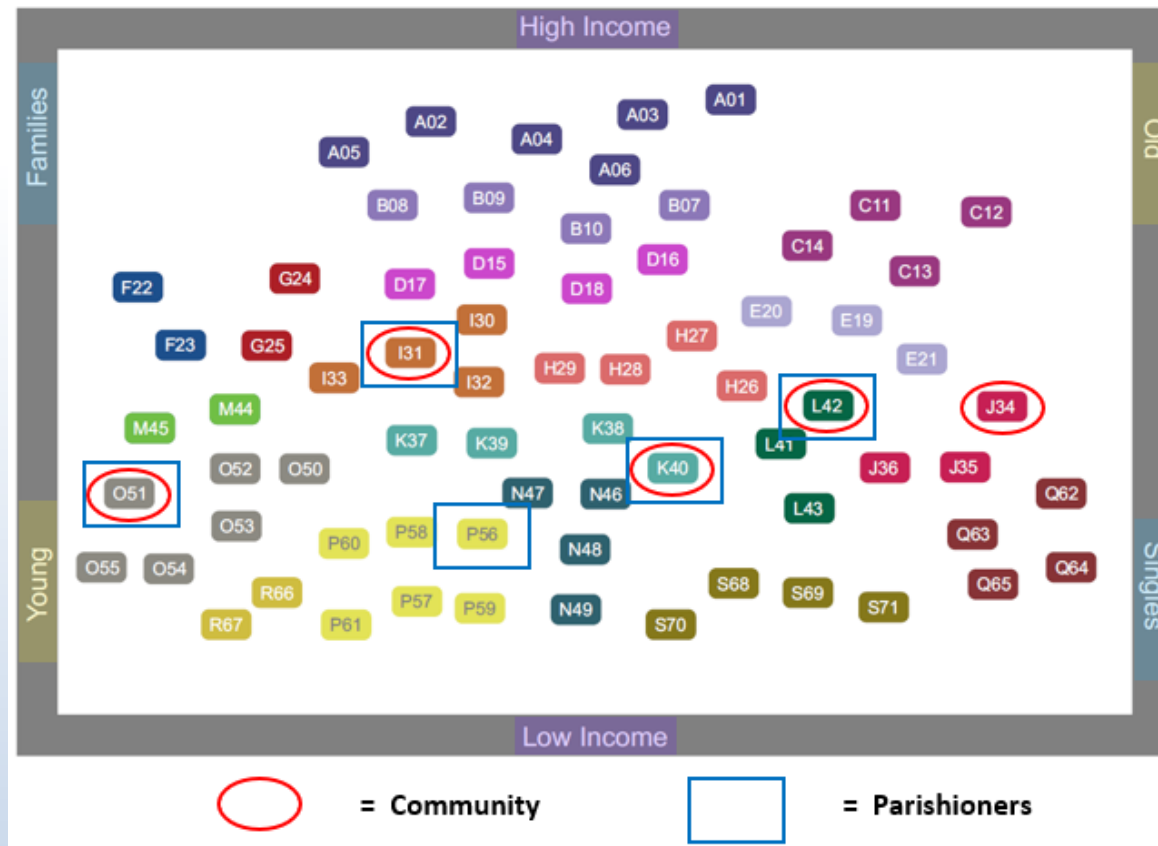 High Income
Families
Old
A01
A02
A03
A04
A05
A06
B07
B08
B09
B10
C11
C12
C14
C13
D15
D16
D17
D18
G24
F22
E20
E19
I30
H27
F23
G25
I31
E21
I33
I32
H29
H28
H26
L42
J34
M44
M45
K37
K39
K38
L41
O52
O50
K40
J36
J35
O51
N47
N46
Q62
L43
O53
P60
P58
P56
Q63
N48
O55
O54
Q64
Young
Singles
R66
S68
S69
Q65
P57
P59
N49
S71
R67
P61
S70
Low Income
= Community
= Parishioners